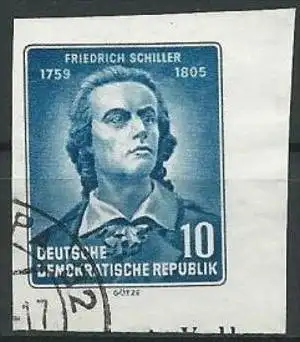 FRIEDRICH SCHILLER
1759 1805
DEUTSCHE 10
DEMOKRATISCHE REPUBLIK
GÖTZE